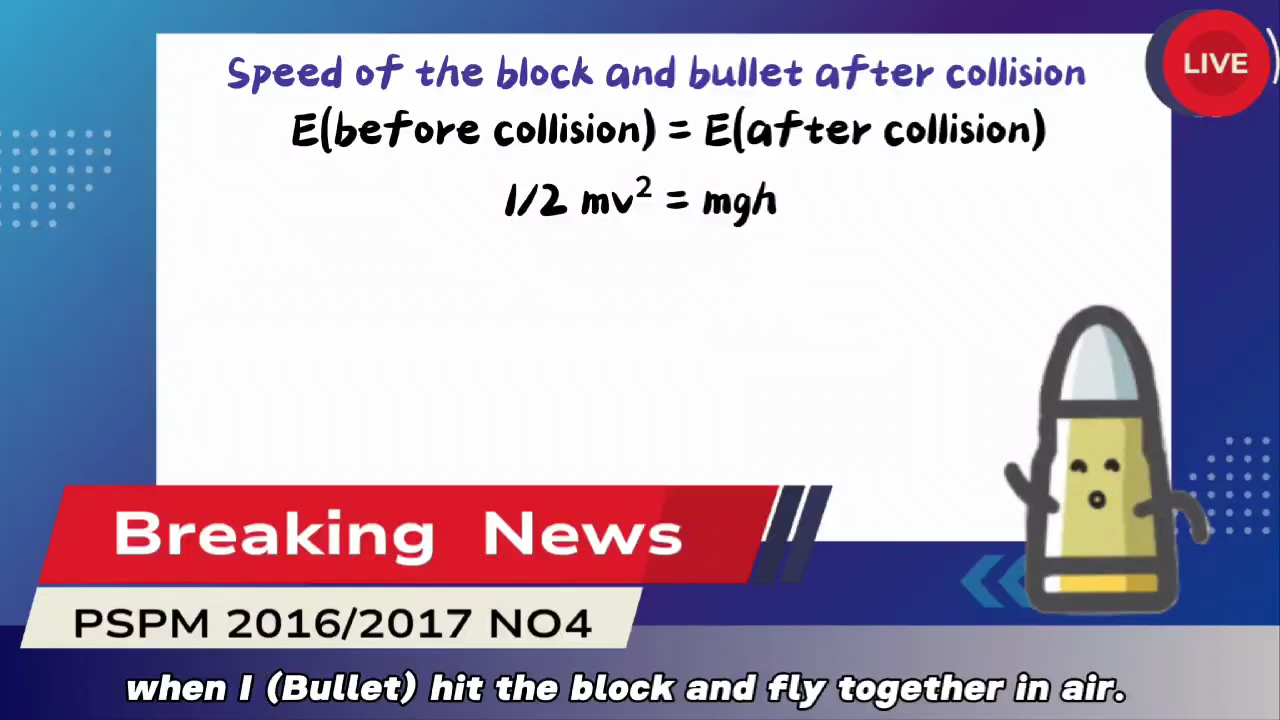 Speed of the block and bullet after collision
LIVE
E(before collision) = E(after collision)
1/2 mv² = mgh
Breaking News
PSPM 2016/2017 NO4
when I (Bullet) hit the block and fly together in air.